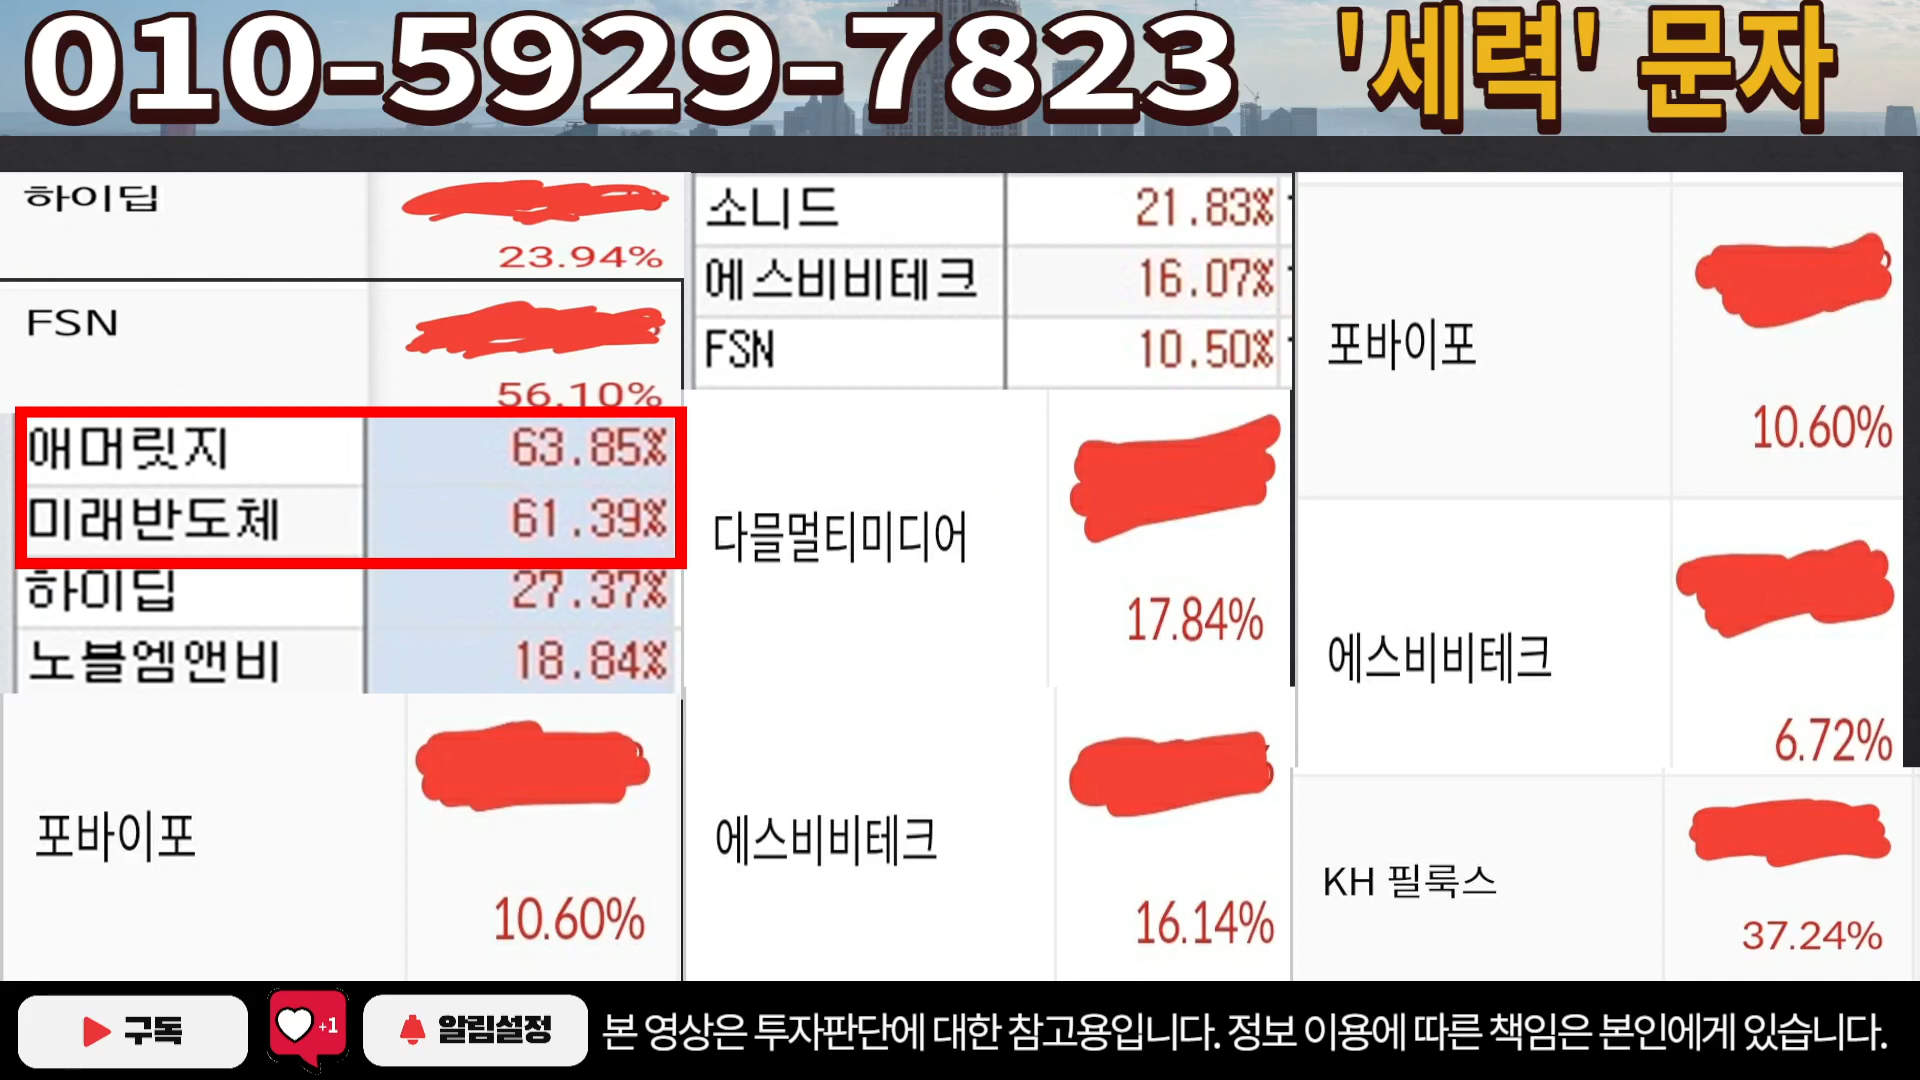 010-5929-7823 '세력' 문자
하이딥
23.94%
FSN
56.10%
애머릿지 63.85%
미래반도체 61.39%
하이딥 27.37%
노블엠앤비 18.84%
포바이포
10.60%
소니드 21.83%
에스비비테크 16.07%
FSN 10.50%
다믈멀티미디어
17.84%
에스비비테크
16.14%
포바이포
10.60%
에스비비테크
6.72%
KH 필룩스
37.24%
구독 +1 알림설정 본 영상은 투자판단에 대한 참고용입니다. 정보 이용에 따른 책임은 본인에게 있습니다.